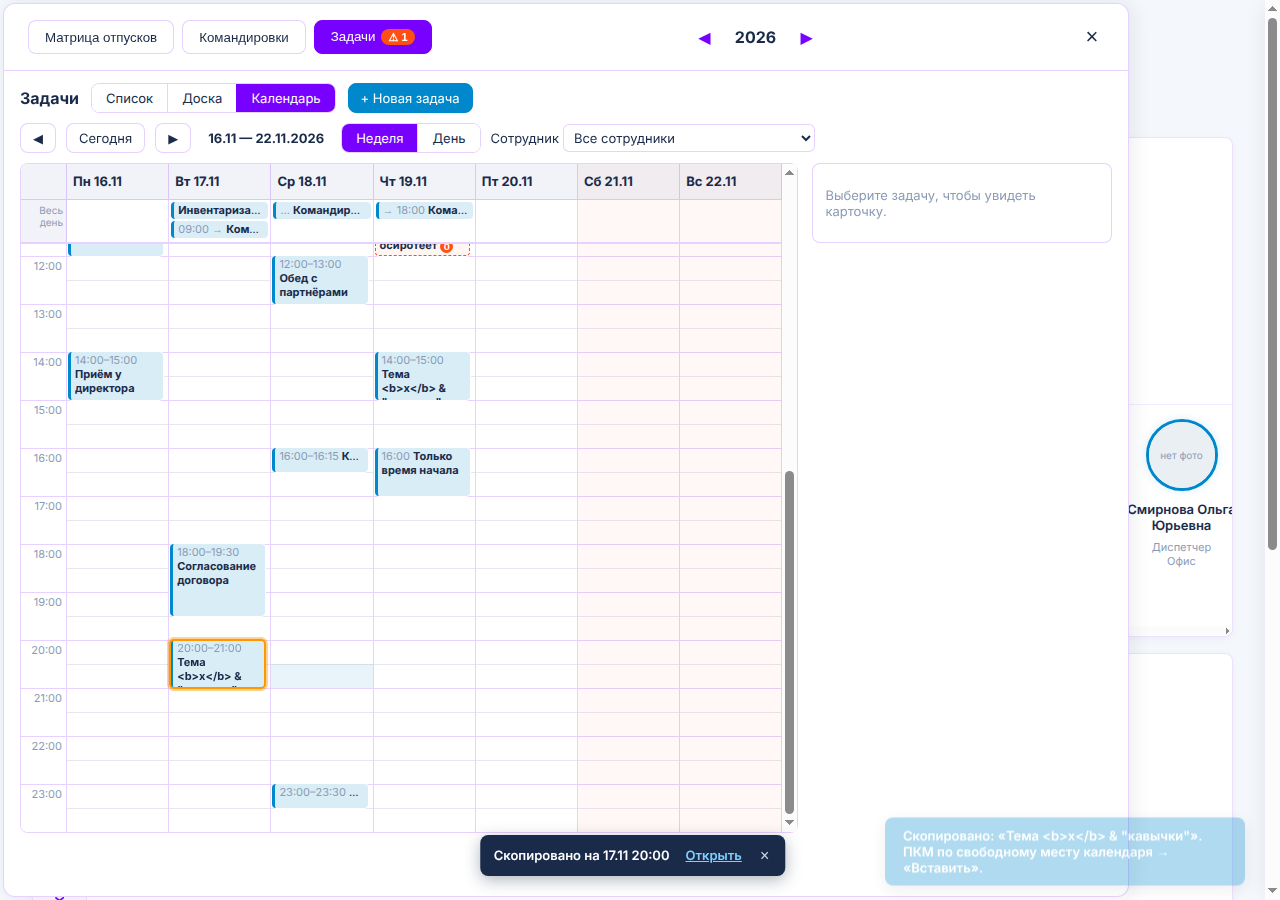 Матрица отпусков
Командировки
Задачи ⚠ 1
◀ 2026 ▶
×
Задачи
Список
Доска
Календарь
+ Новая задача
◀
Сегодня
▶
16.11 — 22.11.2026
Неделя
День
Сотрудник
Все сотрудники
Пн 16.11
Вт 17.11
Ср 18.11
Чт 19.11
Пт 20.11
Сб 21.11
Вс 22.11
Весь
день
Инвентариза...
09:00 → Ком...
... Командир...
→ 18:00 Кома...
осиротеет
12:00
13:00
14:00
15:00
16:00
17:00
18:00
19:00
20:00
21:00
22:00
23:00
12:00–13:00
Обед с
партнёрами
14:00–15:00
Приём у
директора
14:00–15:00
Тема
<b>x</b> &
16:00–16:15 К...
16:00 Только
время начала
18:00–19:30
Согласование
договора
20:00–21:00
Тема
<b>x</b> &
23:00–23:30 ...
Выберите задачу, чтобы увидеть
карточку.
нет фото
Смирнова Ольга
Юрьевна
Диспетчер
Офис
Скопировано на 17.11 20:00 Открыть ×
Скопировано: «Тема <b>x</b> & "кавычки"».
ПКМ по свободному месту календаря →
«Вставить».